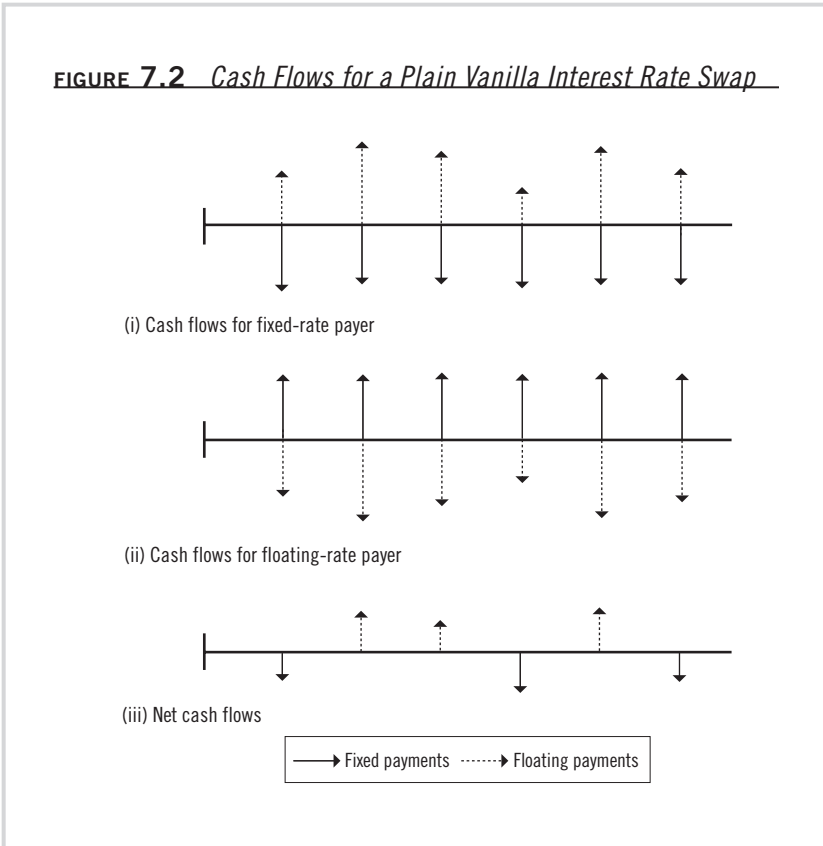 FIGURE 7.2 Cash Flows for a Plain Vanilla Interest Rate Swap
(i) Cash flows for fixed-rate payer
(ii) Cash flows for floating-rate payer
(iii) Net cash flows
Fixed payments Floating payments